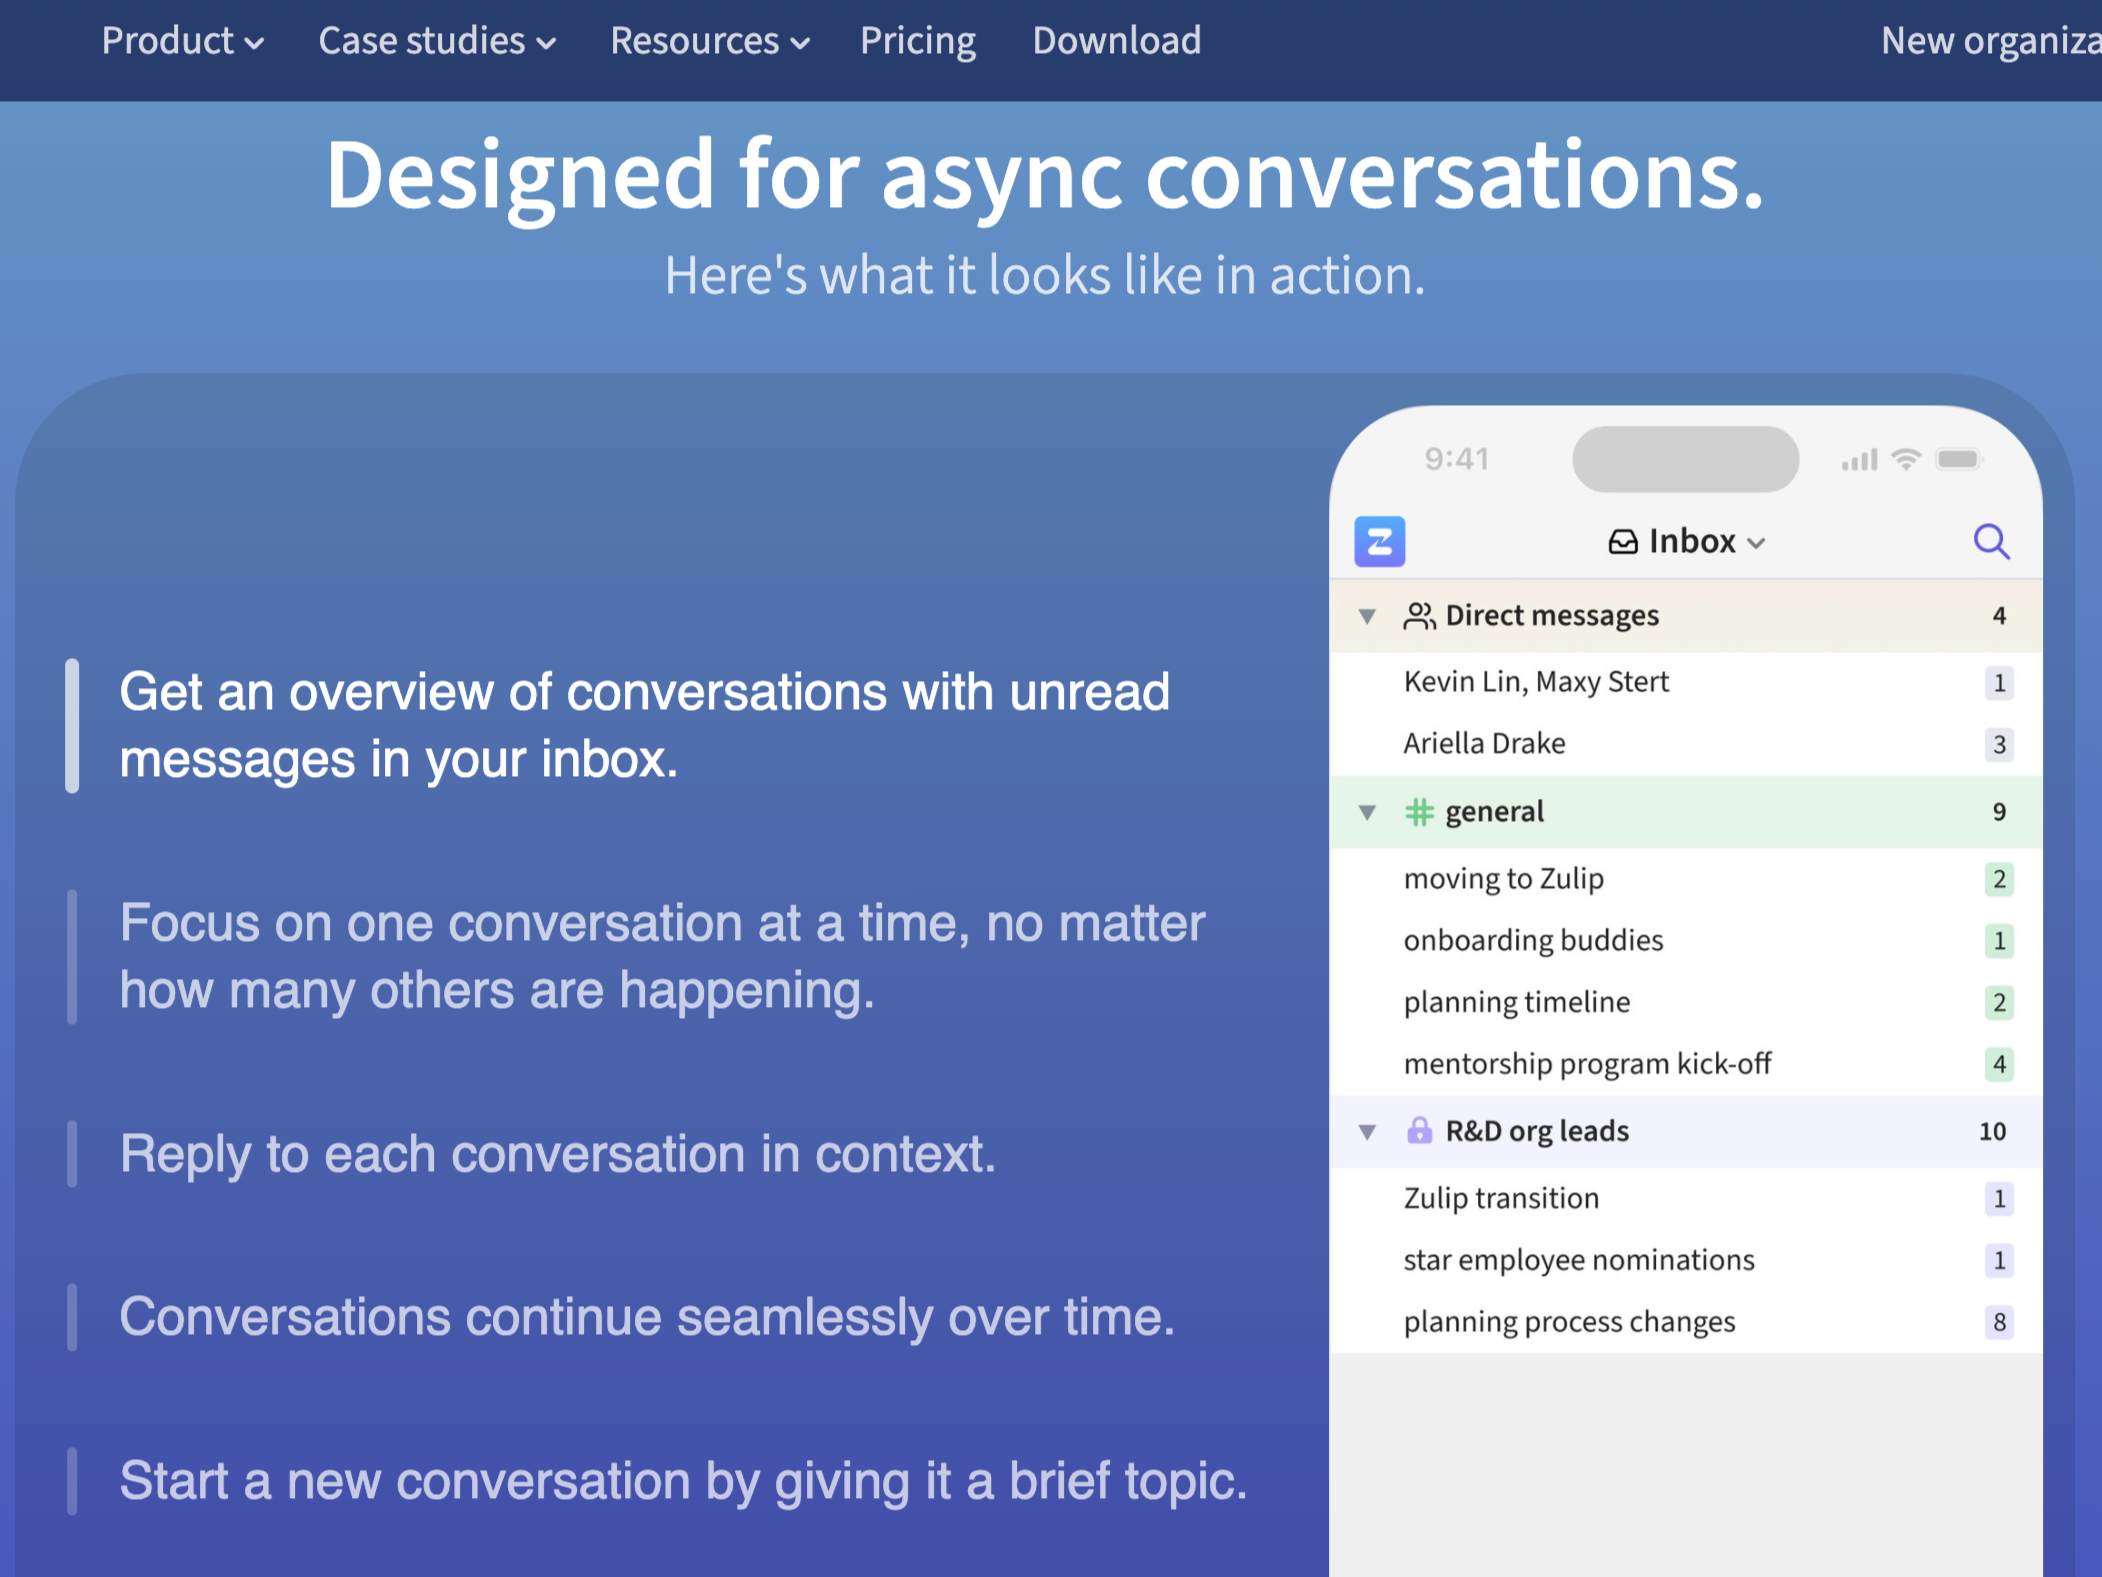 Product Case studies Resources Pricing Download New organiza
Designed for async conversations.
Here's what it looks like in action.
Get an overview of conversations with unread
messages in your inbox.
Focus on one conversation at a time, no matter
how many others are happening.
Reply to each conversation in context.
Conversations continue seamlessly over time.
Start a new conversation by giving it a brief topic.
9:41
Inbox
Direct messages 4
Kevin Lin, Maxy Stert 1
Ariella Drake 3
general 9
moving to Zulip 2
onboarding buddies 1
planning timeline 2
mentorship program kick-off 4
R&D org leads 10
Zulip transition 1
star employee nominations 1
planning process changes 8